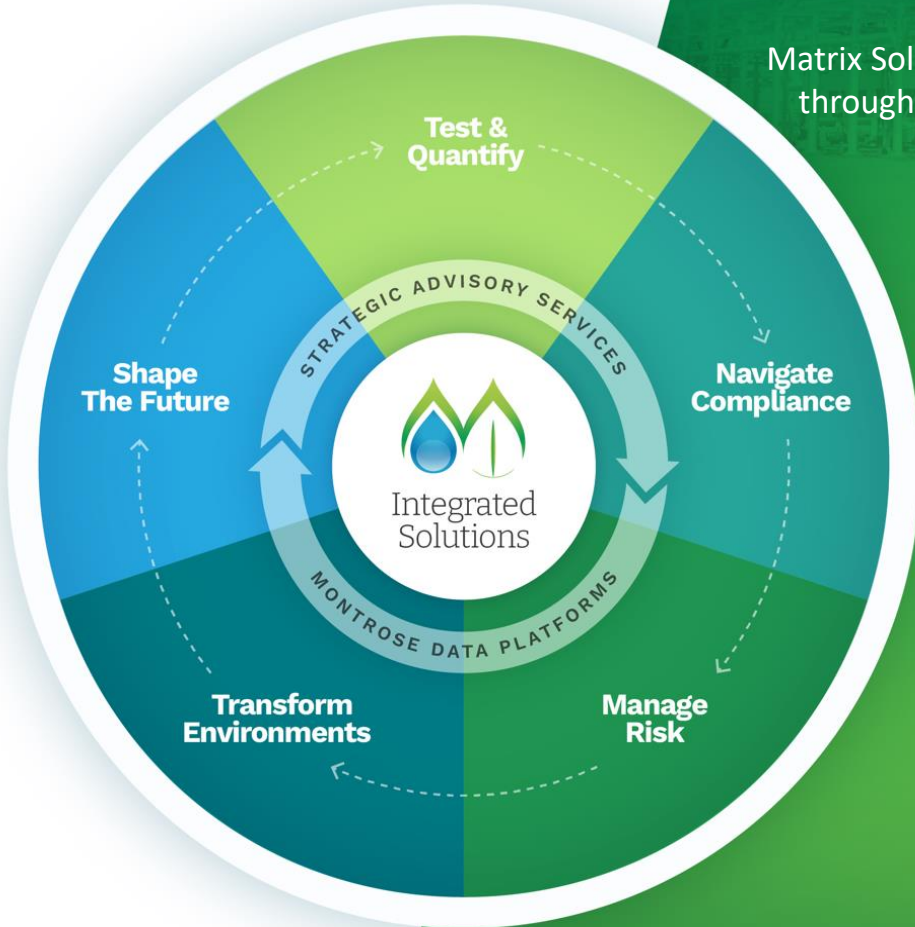 Matrix Sol
through
Test &
Quantify
STRATEGIC ADVISORY SERVICES
Shape
The Future
Navigate
Compliance
Integrated
Solutions
MONTROSE DATA PLATFORMS
Transform
Environments
Manage
Risk